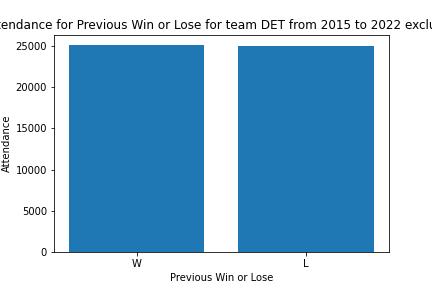 tendance for Previous Win or Lose for team DET from 2015 to 2022 exclu
25000
20000
15000
10000
5000
0
Attendance
W L
Previous Win or Lose